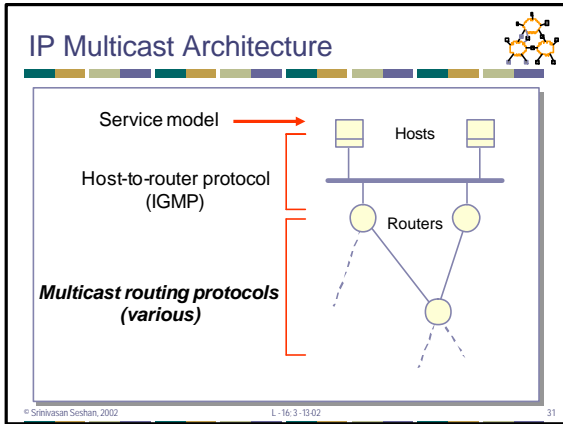 IP Multicast Architecture
Service model
Hosts
Host-to-router protocol
(IGMP)
Routers
Multicast routing protocols
(various)
© Srinivasan Seshan, 2002
L -16; 3 -13-02
31